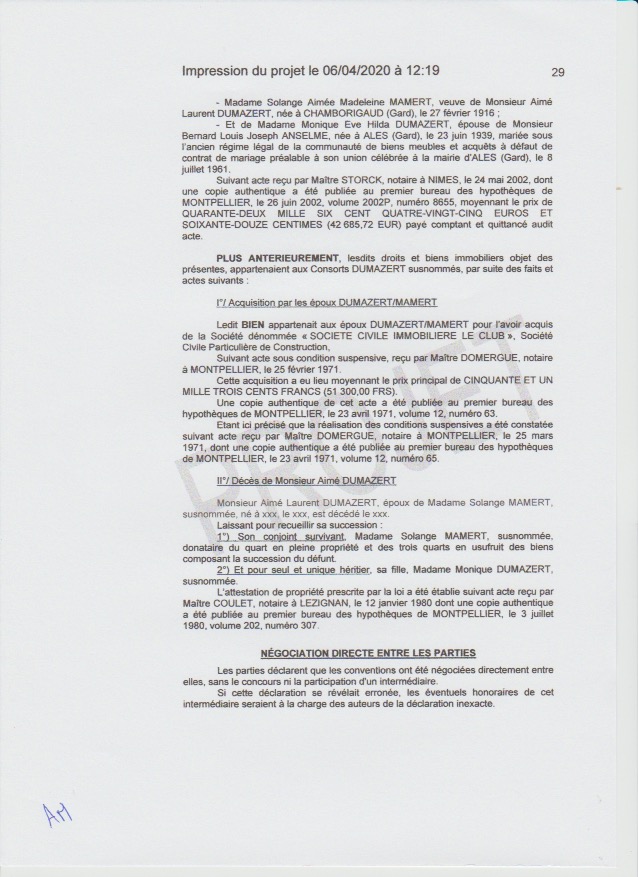 Impression du projet le 06/04/2020 à 12:19
29
- Madame Solange Aimée Madeleine MAMERT, veuve de Monsieur Aimé
Laurent DUMAZERT, née à CHAMBORIGAUD (Gard), le 27 février 1916 ;
- Et de Madame Monique Eve Hilda DUMAZERT, épouse de Monsieur
Bernard Louis Joseph ANSELME, née à ALES (Gard), le 23 juin 1939, mariée sous
l'ancien régime légal de la communauté de biens meubles et acquêts à défaut de
contrat de mariage préalable à son union célébrée à la mairie d'ALES (Gard), le 8
juillet 1961.
Suivant acte reçu par Maître STORCK, notaire à NIMES, le 24 mai 2002, dont
une copie authentique a été publiée au premier bureau des hypothèques de
MONTPELLIER, le 26 juin 2002, volume 2002P, numéro 8655, moyennant le prix de
QUARANTE-DEUX MILLE SIX CENT QUATRE-VINGT-CINQ EUROS ET
SOIXANTE-DOUZE CENTIMES (42 685,72 EUR) payé comptant et quittancé audit
acte.
PLUS ANTERIEUREMENT, lesdits droits et biens immobiliers objet des
présentes, appartenaient aux Consorts DUMAZERT susnommés, par suite des faits et
actes suivants :
I°/ Acquisition par les époux DUMAZERT/MAMERT
Ledit BIEN appartenait aux époux DUMAZERT/MAMERT pour l'avoir acquis
de la Société dénommée « SOCIETE CIVILE IMMOBILIERE LE CLUB », Société
Civile Particulière de Construction,
Suivant acte sous condition suspensive, reçu par Maître DOMERGUE, notaire
à MONTPELLIER, le 25 février 1971.
Cette acquisition a eu lieu moyennant le prix principal de CINQUANTE ET UN
MILLE TROIS CENTS FRANCS (51 300,00 FRS).
Une copie authentique de cet acte a été publiée au premier bureau des
hypothèques de MONTPELLIER, le 23 avril 1971, volume 12, numéro 63.
Etant ici précisé que la réalisation des conditions suspensives a été constatée
suivant acte reçu par Maître DOMERGUE, notaire à MONTPELLIER, le 25 mars
1971, dont une copie authentique a été publiée au premier bureau des hypothèques
de MONTPELLIER, le 23 avril 1971, volume 12, numéro 65.
II°/ Décès de Monsieur Aimé DUMAZERT
Monsieur Aimé Laurent DUMAZERT, époux de Madame Solange MAMERT,
susnommée, né à xxx, le xxx, est décédé le xxx.
Laissant pour recueillir sa succession :
1°) Son conjoint survivant, Madame Solange MAMERT, susnommée,
donataire du quart en pleine propriété et des trois quarts en usufruit des biens
composant la succession du défunt.
2°) Et pour seul et unique héritier, sa fille, Madame Monique DUMAZERT,
susnommée.
L'attestation de propriété prescrite par la loi a été établie suivant acte reçu par
Maître COULET, notaire à LEZIGNAN, le 12 janvier 1980 dont une copie authentique
a été publiée au premier bureau des hypothèques de MONTPELLIER, le 3 juillet
1980, volume 202, numéro 307.
NÉGOCIATION DIRECTE ENTRE LES PARTIES
Les parties déclarent que les conventions ont été négociées directement entre
elles, sans le concours ni la participation d'un intermédiaire.
Si cette déclaration se révélait erronée, les éventuels honoraires de cet
intermédiaire seraient à la charge des auteurs de la déclaration inexacte.
PROJET
AM